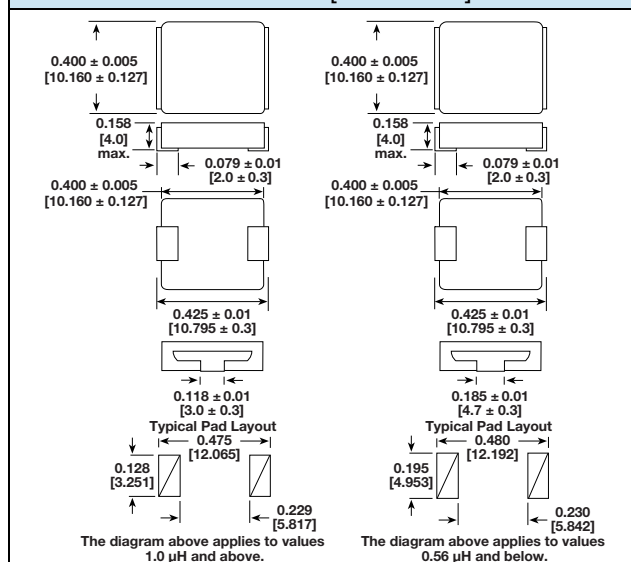 0.400 ± 0.005
[10.160 ± 0.127]
0.158
[4.0]
max.
0.079 ± 0.01
[2.0 ± 0.3]
0.400 ± 0.005
[10.160 ± 0.127]
0.425 ± 0.01
[10.795 ± 0.3]
0.118 ± 0.01
[3.0 ± 0.3]
Typical Pad Layout
0.475
[12.065]
0.128
[3.251]
0.229
[5.817]
The diagram above applies to values
1.0 µH and above.
0.400 ± 0.005
[10.160 ± 0.127]
0.158
[4.0]
max.
0.079 ± 0.01
[2.0 ± 0.3]
0.400 ± 0.005
[10.160 ± 0.127]
0.425 ± 0.01
[10.795 ± 0.3]
0.185 ± 0.01
[4.7 ± 0.3]
Typical Pad Layout
0.480
[12.192]
0.195
[4.953]
0.230
[5.842]
The diagram above applies to values
0.56 µH and below.